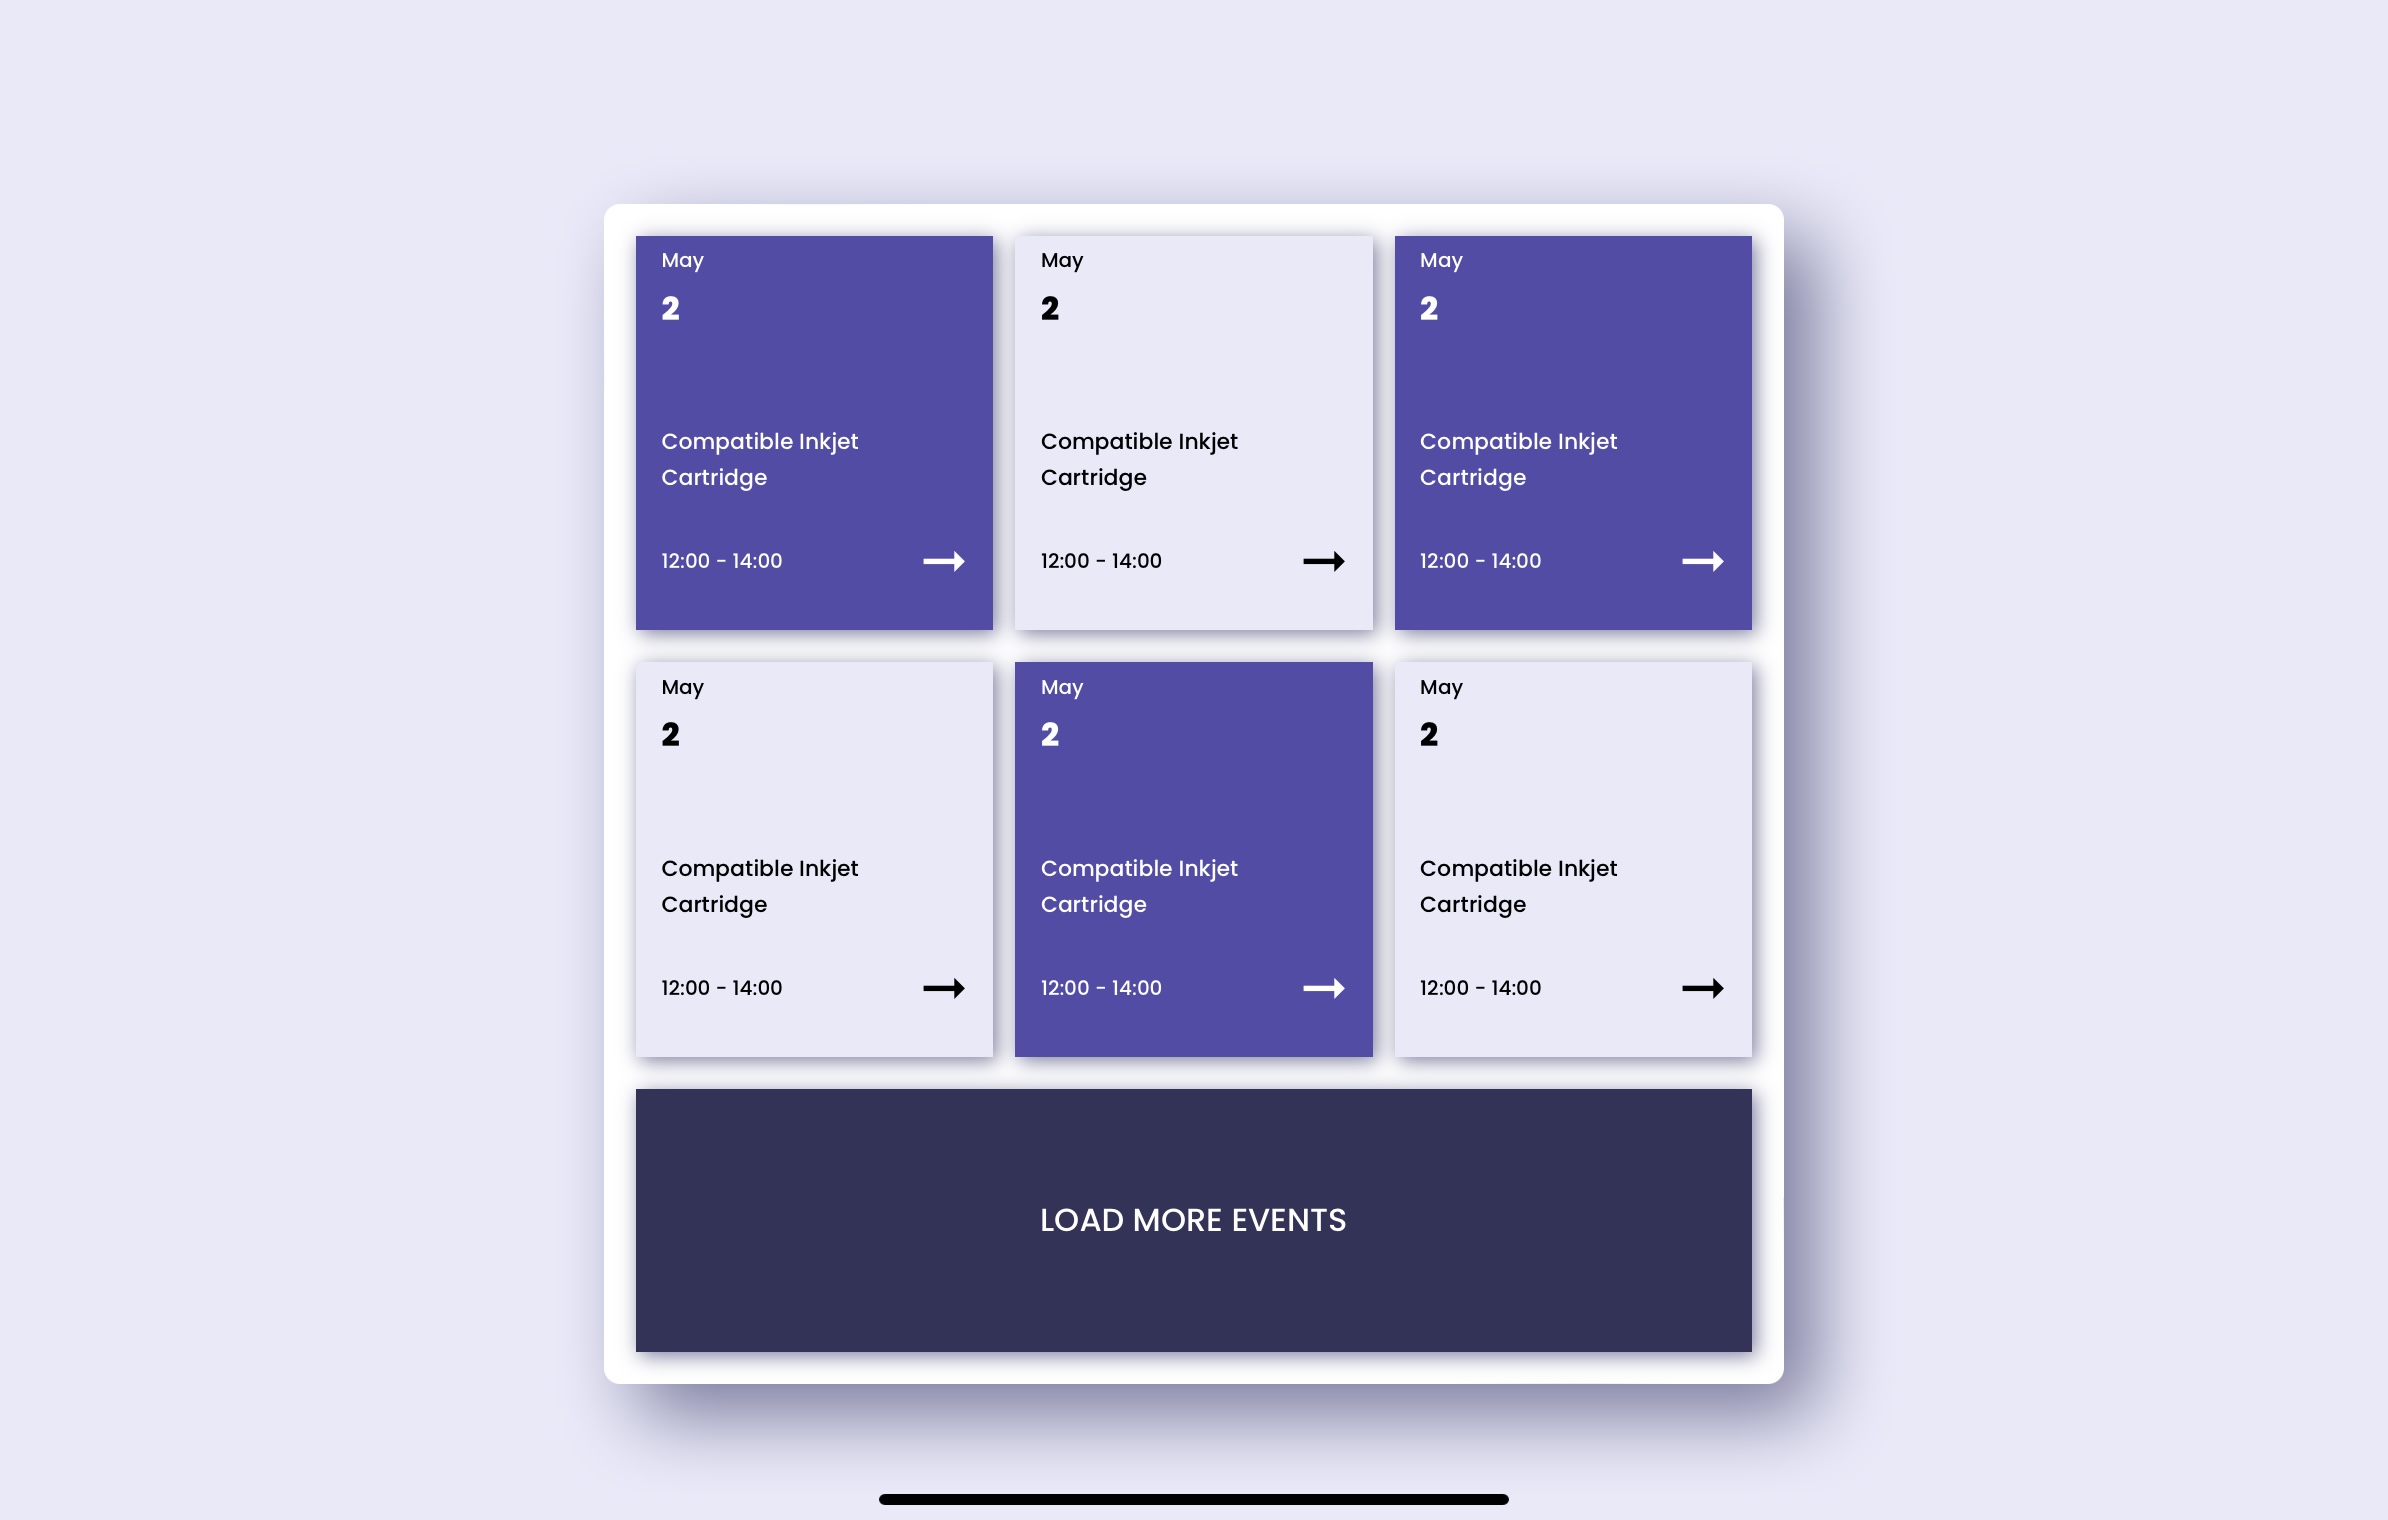 May
2
Compatible Inkjet
Cartridge
12:00 - 14:00
May
2
Compatible Inkjet
Cartridge
12:00 - 14:00
May
2
Compatible Inkjet
Cartridge
12:00 - 14:00
May
2
Compatible Inkjet
Cartridge
12:00 - 14:00
May
2
Compatible Inkjet
Cartridge
12:00 - 14:00
May
2
Compatible Inkjet
Cartridge
12:00 - 14:00
LOAD MORE EVENTS